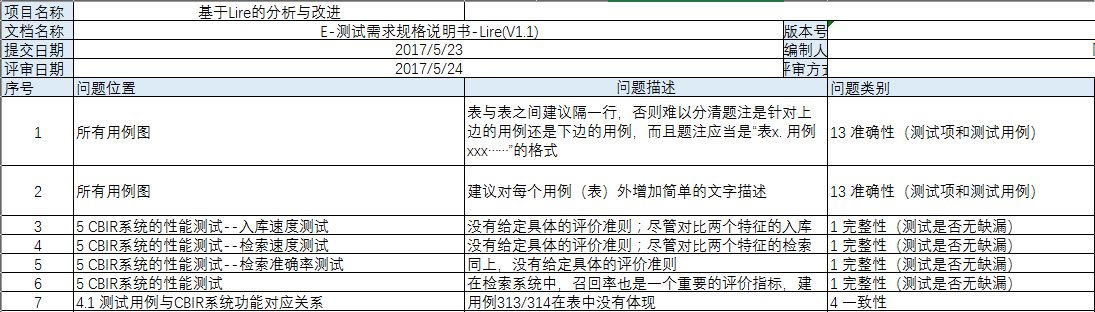 项目名称 基于Lire的分析与改进
文档名称 E-测试需求规格说明书-Lire(V1.1) 版本号
提交日期 2017/5/23 编制人
评审日期 2017/5/24 评审方式
序号 问题位置 问题描述 问题类别
1 所有用例图 表与表之间建议隔一行，否则难以分清题注是针对上
边的用例还是下边的用例，而且题注应当是“表x. 用例
xxx……”的格式 13 准确性（测试项和测试用例）
2 所有用例图 建议对每个用例（表）外增加简单的文字描述 13 准确性（测试项和测试用例）
3 5 CBIR系统的性能测试--入库速度测试 没有给定具体的评价准则；尽管对比两个特征的入库 1 完整性（测试是否无缺漏）
4 5 CBIR系统的性能测试--检索速度测试 没有给定具体的评价准则；尽管对比两个特征的检索 1 完整性（测试是否无缺漏）
5 5 CBIR系统的性能测试--检索准确率测试 同上，没有给定具体的评价准则 1 完整性（测试是否无缺漏）
6 5 CBIR系统的性能测试 在检索系统中，召回率也是一个重要的评价指标，建 1 完整性（测试是否无缺漏）
7 4.1 测试用例与CBIR系统功能对应关系 用例313/314在表中没有体现 4 一致性